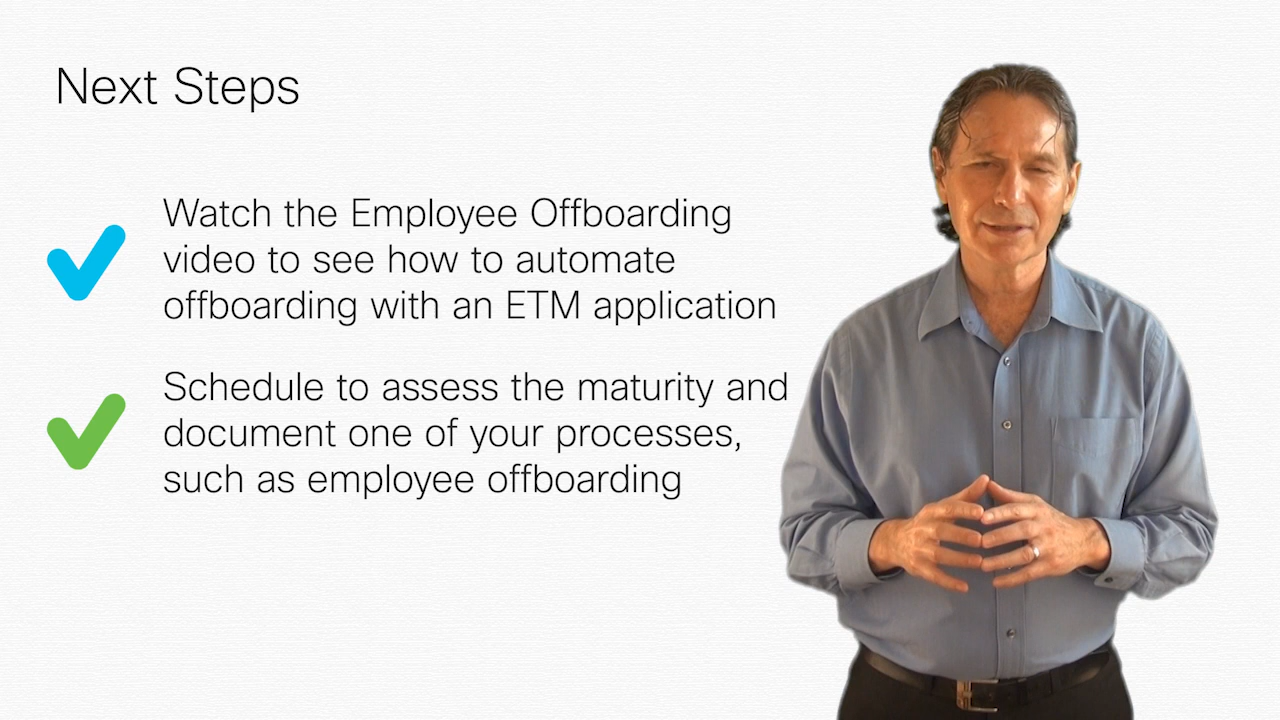 Next Steps
Watch the Employee Offboarding
video to see how to automate
offboarding with an ETM application
Schedule to assess the maturity and
document one of your processes,
such as employee offboarding